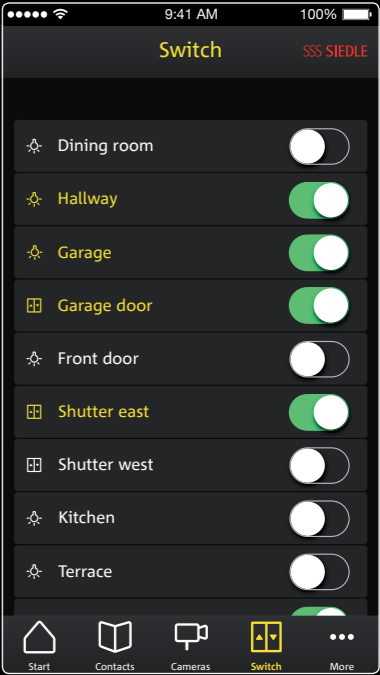 9:41 AM 100%
Switch SSS SIEDLE
Dining room
Hallway
Garage
Garage door
Front door
Shutter east
Shutter west
Kitchen
Terrace
Start Contacts Cameras Switch More